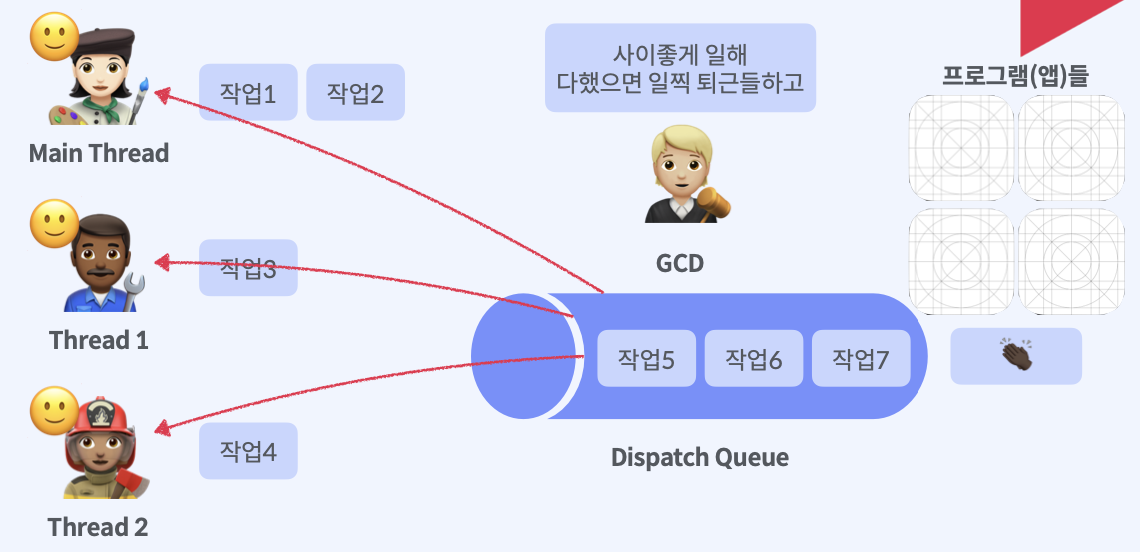 작업1
작업2
Main Thread
사이좋게 일해
다했으면 일찍 퇴근들하고
프로그램(앱)들
작업3
Thread 1
GCD
작업5
작업6
작업7
작업4
Dispatch Queue
Thread 2